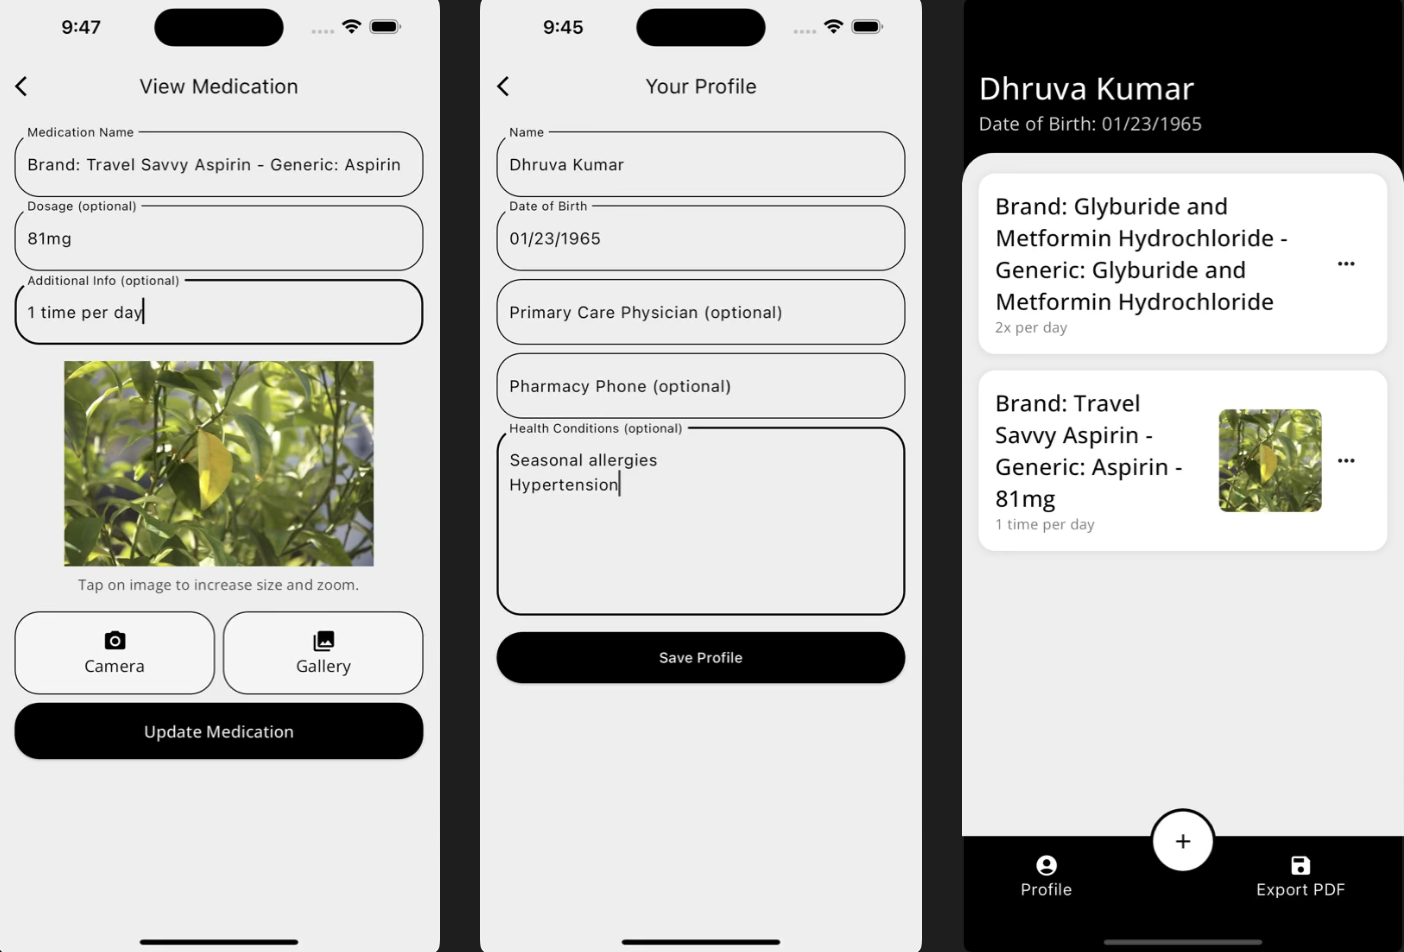 9:47
View Medication
Medication Name
Brand: Travel Savvy Aspirin - Generic: Aspirin
Dosage (optional)
81mg
Additional Info (optional)
1 time per day
Tap on image to increase size and zoom.
Camera
Gallery
Update Medication
9:45
Your Profile
Name
Dhruva Kumar
Date of Birth
01/23/1965
Primary Care Physician (optional)
Pharmacy Phone (optional)
Health Conditions (optional)
Seasonal allergies
Hypertension
Save Profile
Dhruva Kumar
Date of Birth: 01/23/1965
Brand: Glyburide and
Metformin Hydrochloride -
Generic: Glyburide and
Metformin Hydrochloride
2x per day
Brand: Travel
Savvy Aspirin -
Generic: Aspirin -
81mg
1 time per day
Profile
Export PDF